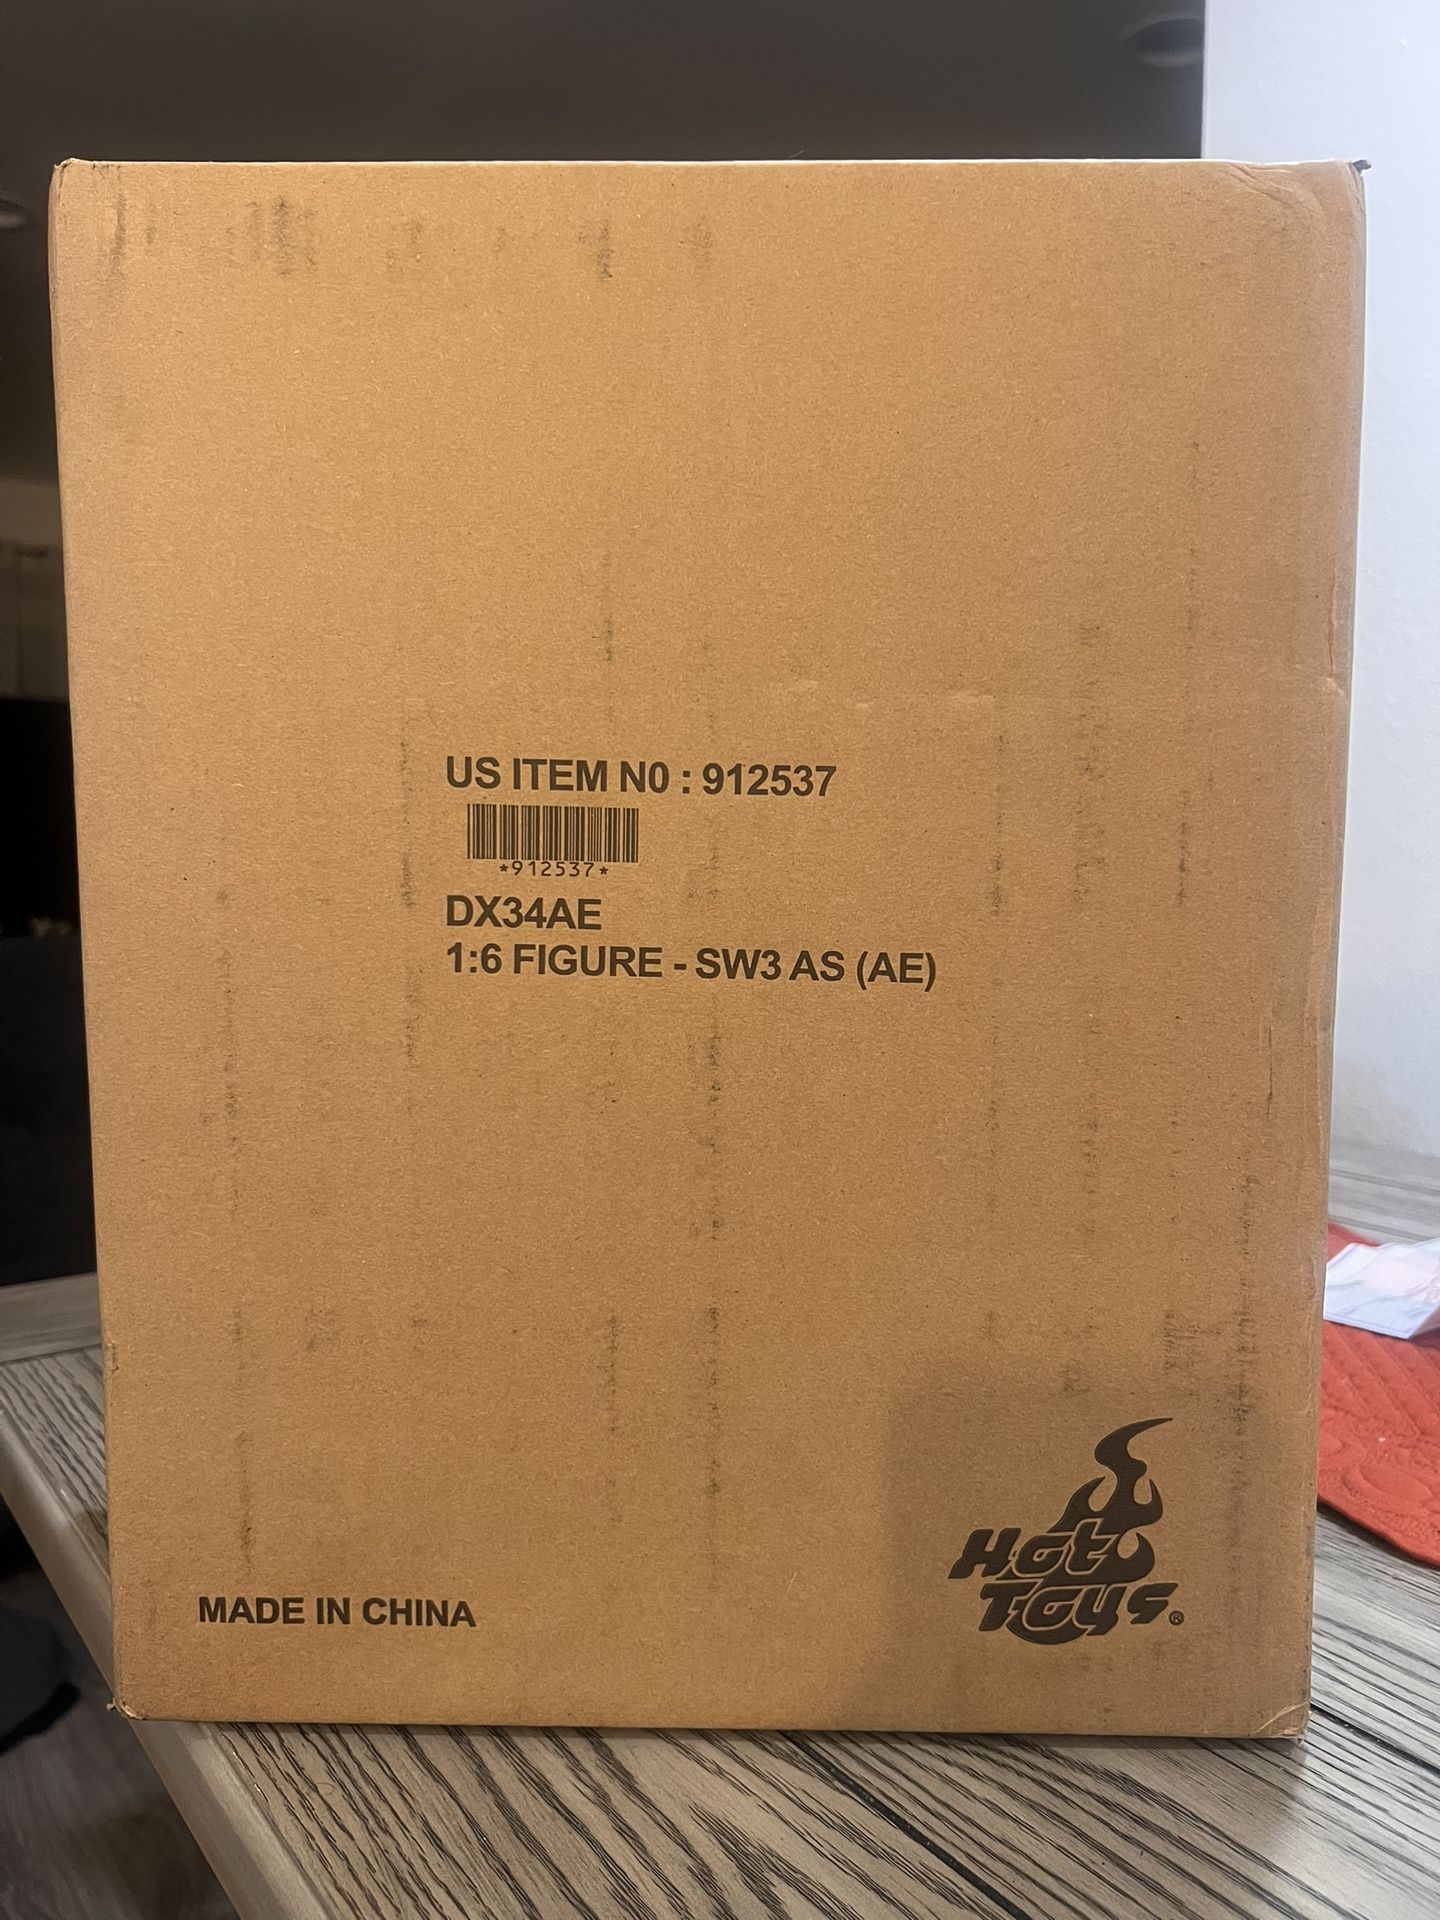 US ITEM N0 : 912537
*912537*
DX34AE
1:6 FIGURE - SW3 AS (AE)
Hot
Toys®
MADE IN CHINA